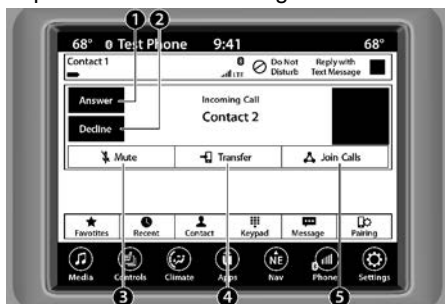 1 2
68° Test Phone 9:41 68°
Contact 1 LTE Do Not Disturb Reply with Text Message
Answer
Incoming Call
Contact 2
Decline
Mute Transfer Join Calls
Favorites Recent Contact Keypad Message Pairing
Media Controls Climate Apps Nav Phone Settings
3 4 5